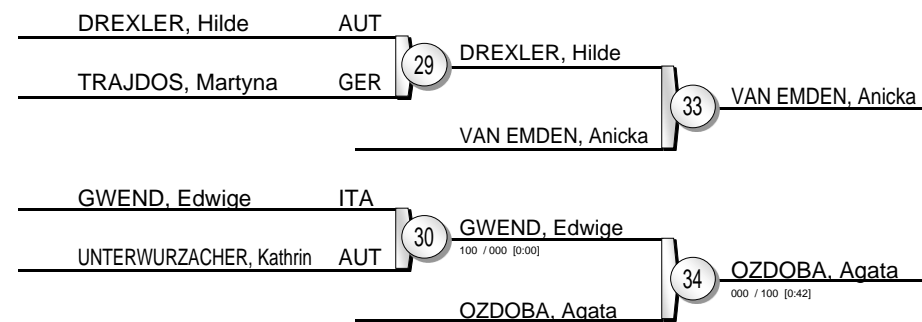 DREXLER, Hilde AUT
29
DREXLER, Hilde
TRAJDOS, Martyna GER
33
VAN EMDEN, Anicka
VAN EMDEN, Anicka
GWEND, Edwige ITA
30
GWEND, Edwige
100 / 000 [0:00]
UNTERWURZACHER, Kathrin AUT
34
OZDOBA, Agata
000 / 100 [0:42]
OZDOBA, Agata